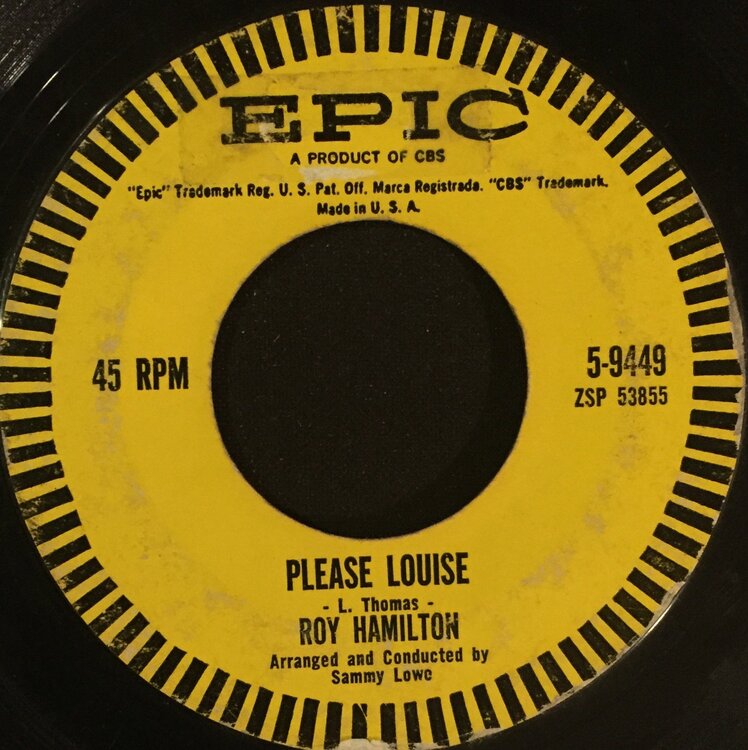 EPIC
A PRODUCT OF CBS
"Epic" Trademark Reg. U. S. Pat. Off. Marca Registrada. "CBS" Trademark.
Made in U. S. A.
45 RPM
5-9449
ZSP 53855
PLEASE LOUISE
- L. Thomas -
ROY HAMILTON
Arranged and Conducted by
Sammy Lowe